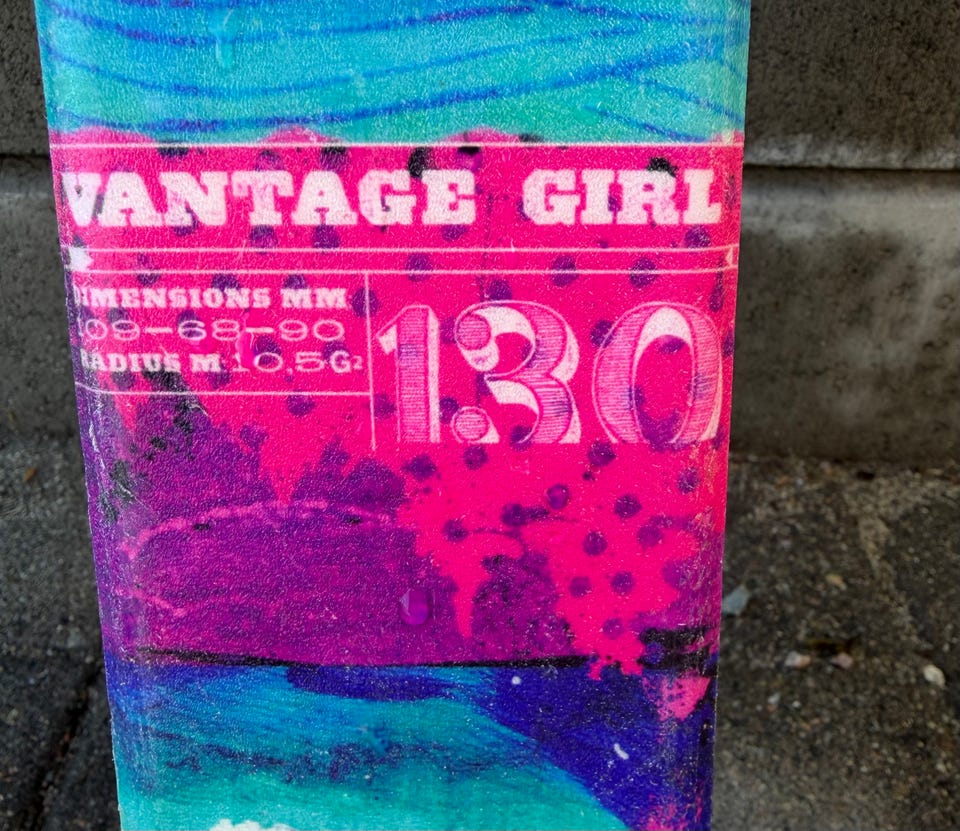 VANTAGE GIRL
DIMENSIONS MM
109-68-90
RADIUS M 10,5G2
130